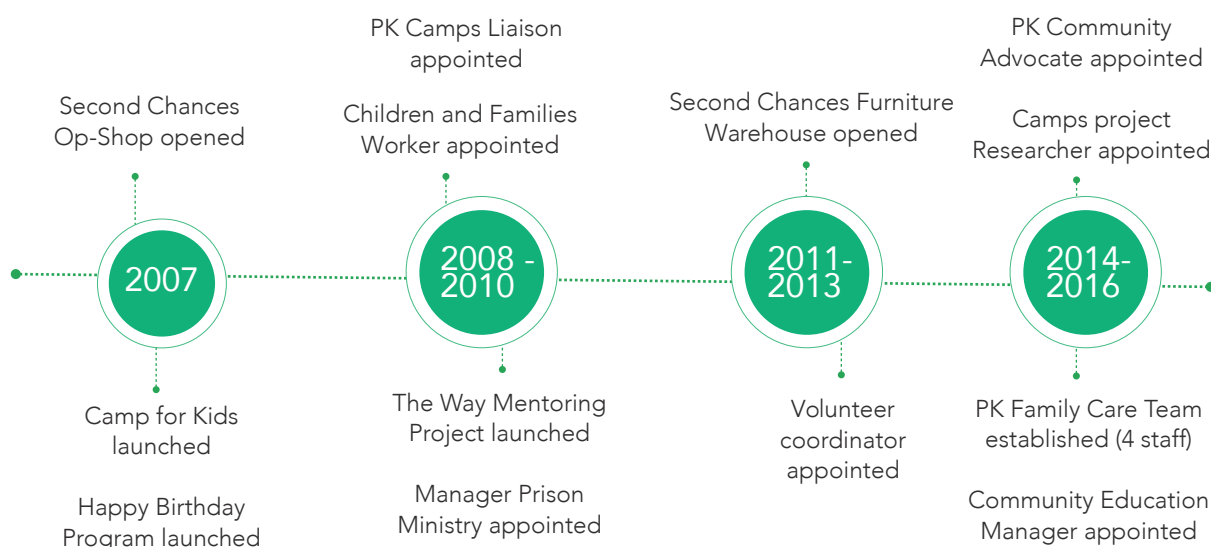 PK Camps Liaison
appointed
PK Community
Advocate appointed
Second Chances
Op-Shop opened
Children and Families
Worker appointed
Second Chances Furniture
Warehouse opened
Camps project
Researcher appointed
2007
2008 -
2010
2011-
2013
2014-
2016
Camp for Kids
launched
The Way Mentoring
Project launched
Volunteer
coordinator
appointed
PK Family Care Team
established (4 staff)
Happy Birthday
Program launched
Manager Prison
Ministry appointed
Community Education
Manager appointed